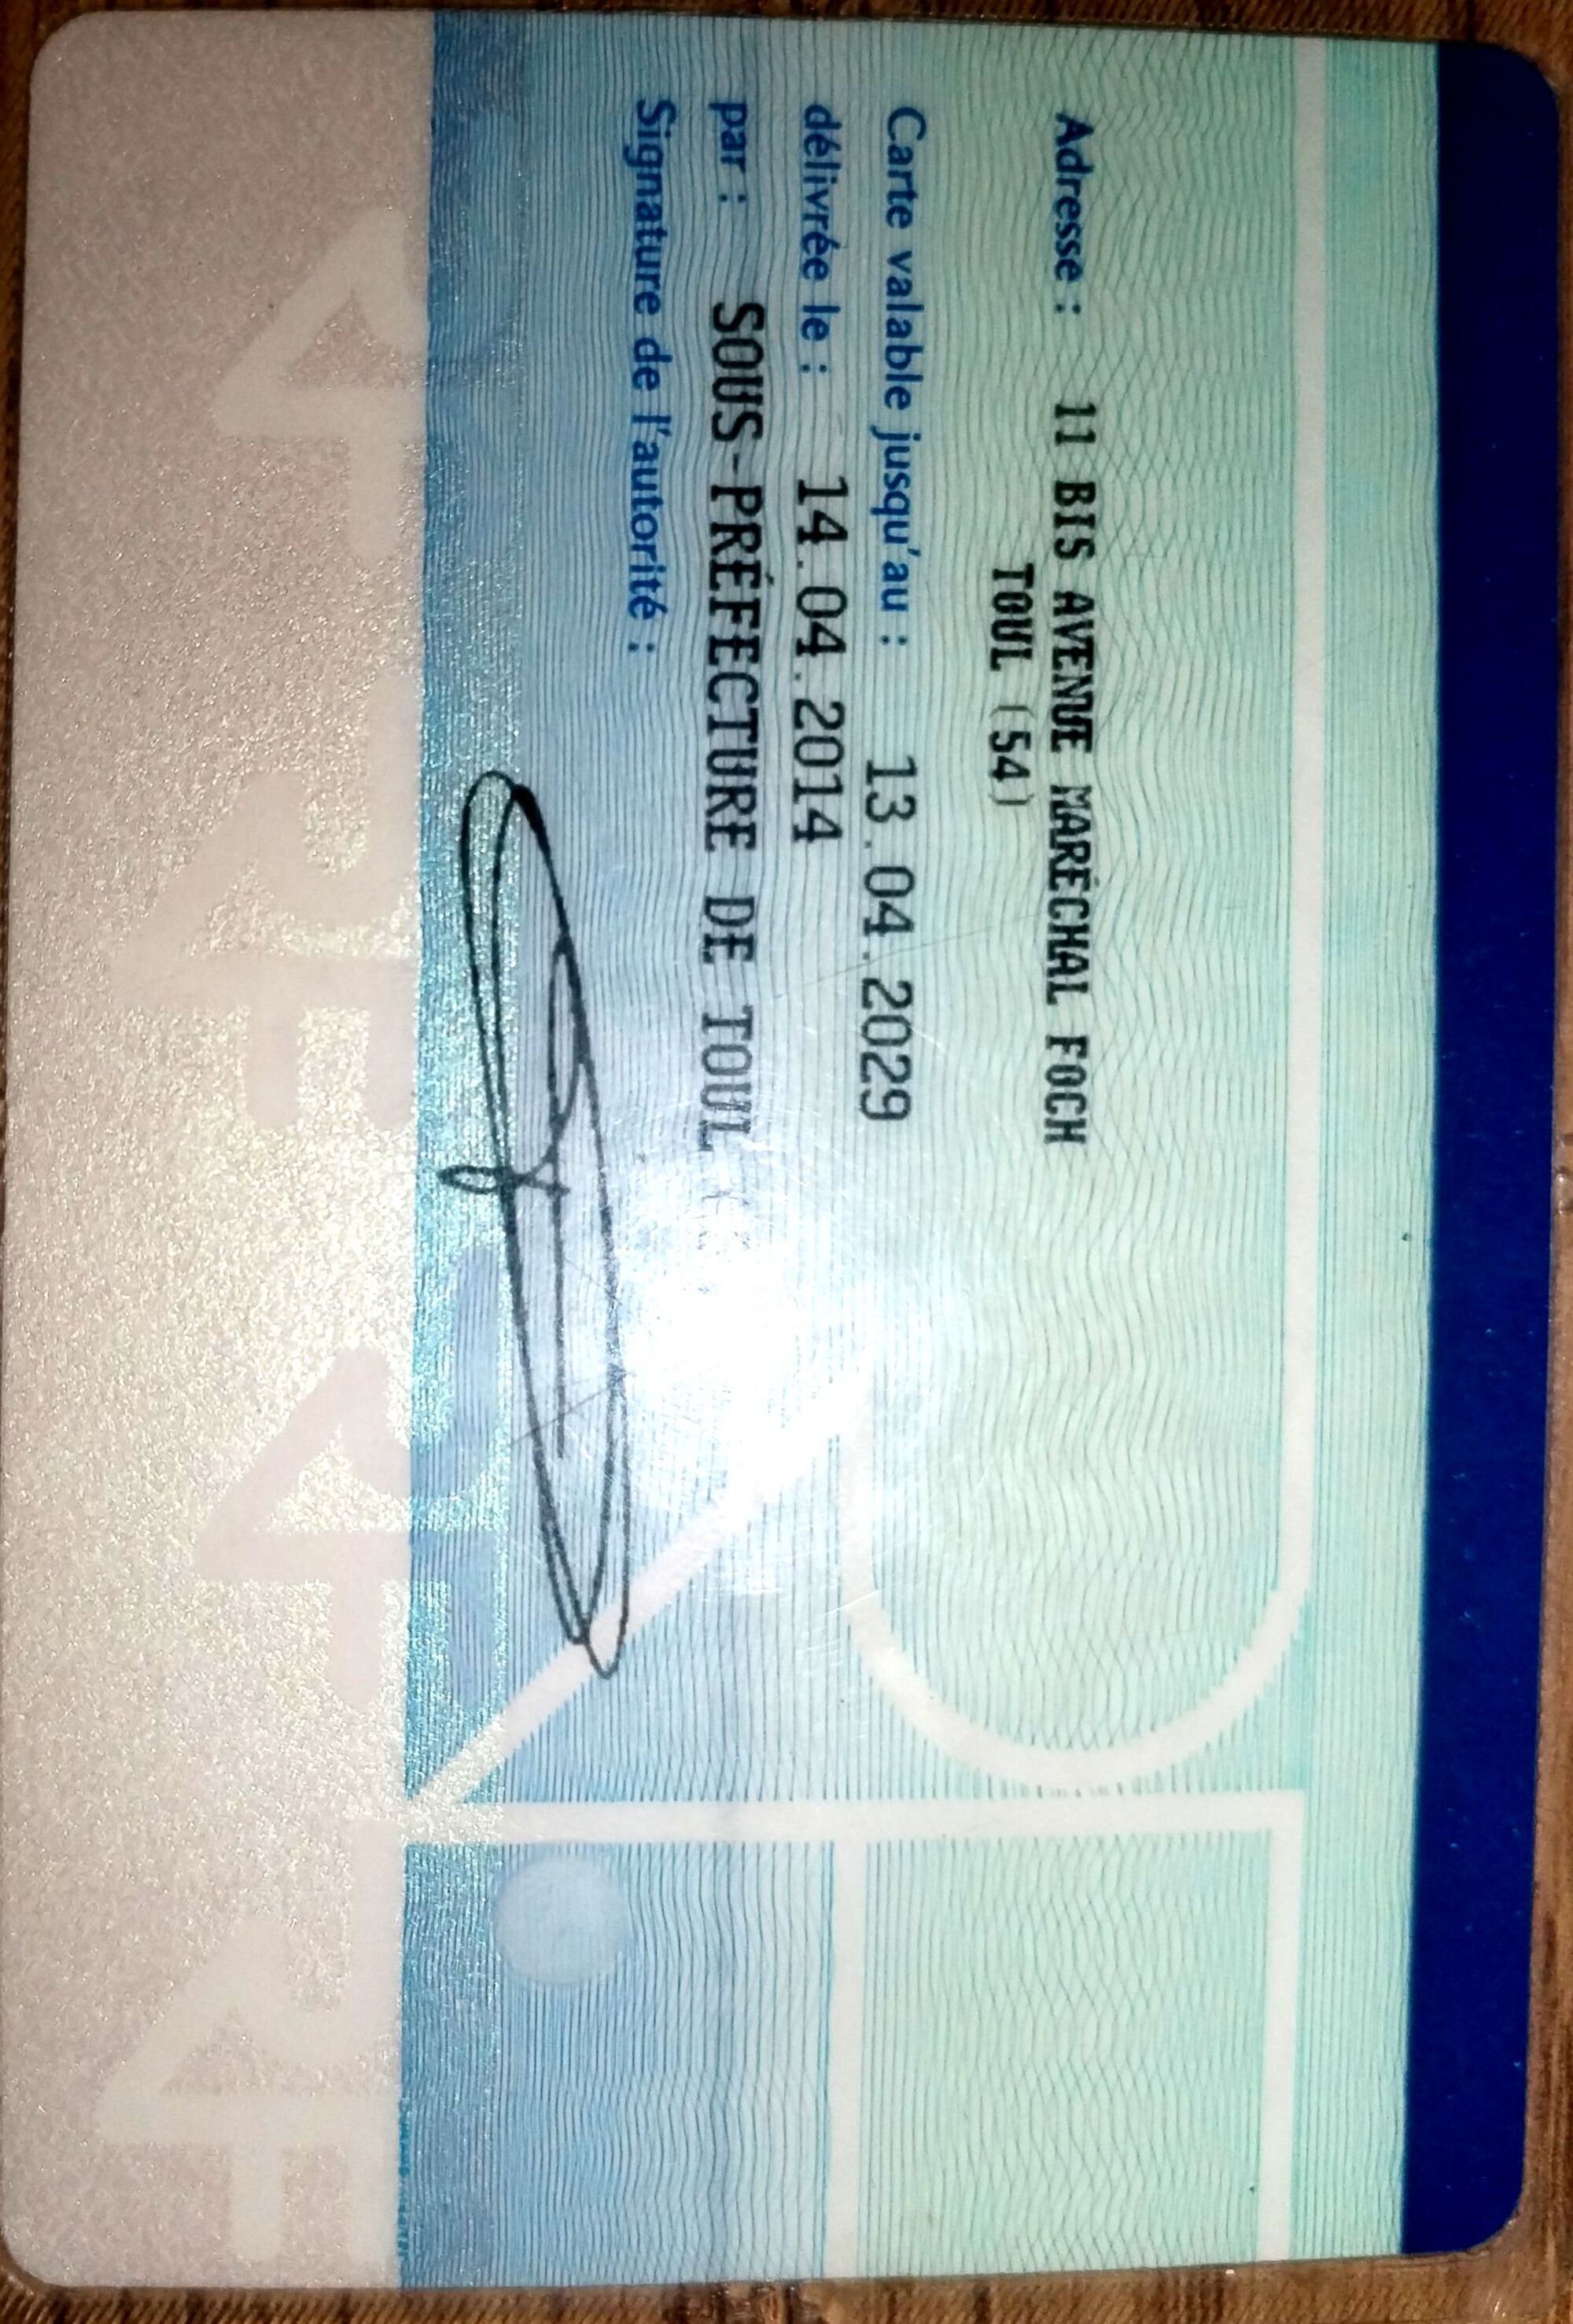 Adresse : 11 BIS AVENUE MARÉCHAL FOCH
TOUL (54)
Carte valable jusqu'au : 13.04.2029
délivrée le : 14.04.2014
par : SOUS-PRÉFECTURE DE TOUL
Signature de l'autorité :